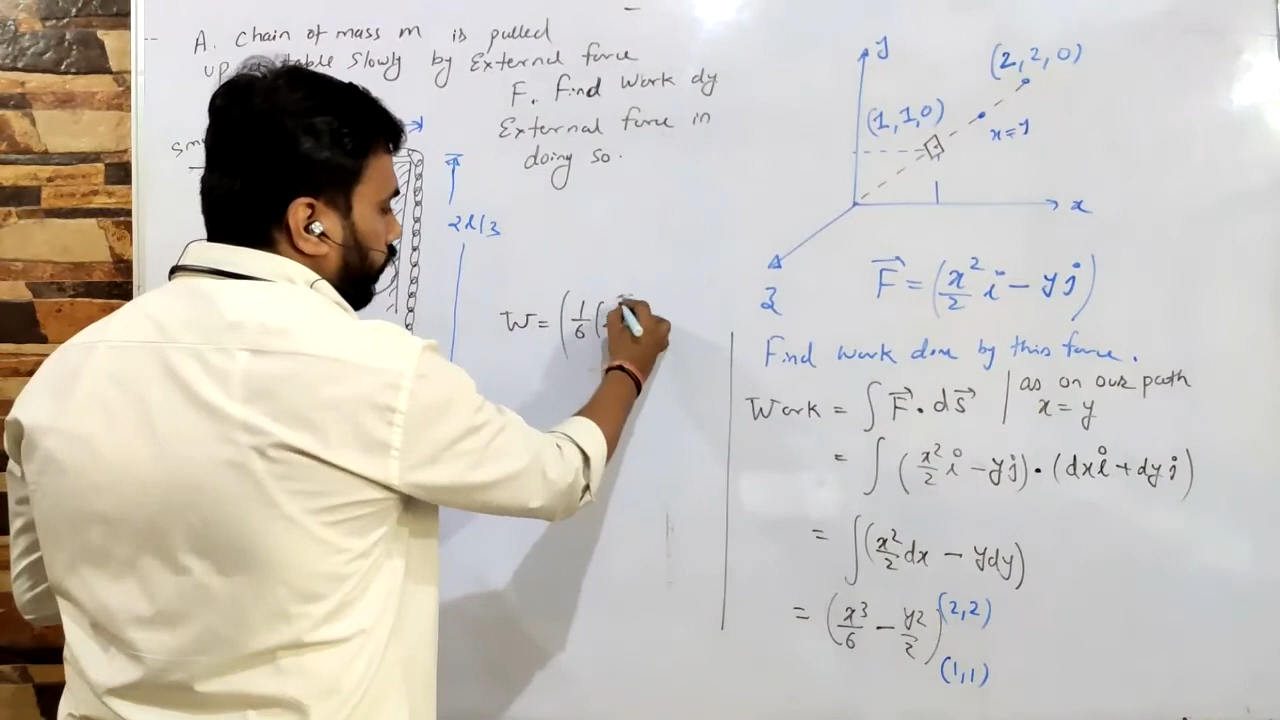 A. Chain of mass m is pulled
up table slowly by External force
F. Find Work dy
External force in
doing so.
2l/3
W = (1/6 (
y
(2, 2, 0)
(1, 1, 0)
x=y
x
z
F⃗ = (x²/2 i − y j)
Find work done by this force.
Work = ∫ F⃗ • dS⃗ | as on our path
x = y
= ∫ (x²/2 i − y j) • (dx i + dy j)
= ∫ (x²/2 dx − y dy)
= (x³/6 − y²/2) (2,2)
(1,1)